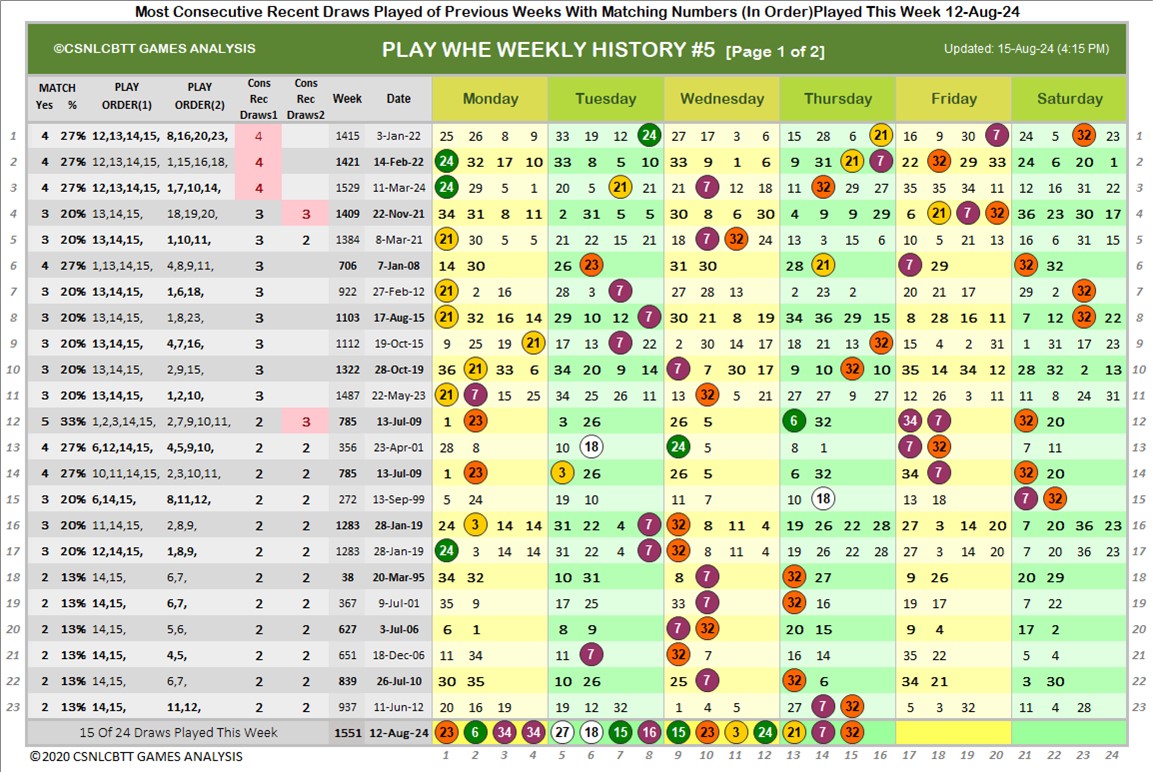 Most Consecutive Recent Draws Played of Previous Weeks With Matching Numbers (In Order)Played This Week 12-Aug-24
©CSNLCBTT GAMES ANALYSIS PLAY WHE WEEKLY HISTORY #5 [Page 1 of 2] Updated: 15-Aug-24 (4:15 PM)
MATCH Yes % PLAY ORDER(1) PLAY ORDER(2) Cons Rec Draws1 Cons Rec Draws2 Week Date Monday Tuesday Wednesday Thursday Friday Saturday
1 4 27% 12,13,14,15, 8,16,20,23, 4 1415 3-Jan-22 25 26 8 9 33 19 12 24 27 17 3 6 15 28 6 21 16 9 30 7 24 5 32 23 1
2 4 27% 12,13,14,15, 1,15,16,18, 4 1421 14-Feb-22 24 32 17 10 33 8 5 10 33 9 1 6 9 31 21 7 22 32 29 33 24 6 20 1 2
3 4 27% 12,13,14,15, 1,7,10,14, 4 1529 11-Mar-24 24 29 5 1 20 5 21 21 21 7 12 18 11 32 29 27 35 35 34 11 12 16 31 22 3
4 3 20% 13,14,15, 18,19,20, 3 3 1409 22-Nov-21 34 31 8 11 2 31 5 5 30 8 6 30 4 9 9 29 6 21 7 32 36 23 30 17 4
5 3 20% 13,14,15, 1,10,11, 3 2 1384 8-Mar-21 21 30 5 5 21 22 15 21 18 7 32 24 13 3 15 6 10 5 21 13 16 6 31 15 5
6 4 27% 1,13,14,15, 4,8,9,11, 3 706 7-Jan-08 14 30 26 23 31 30 28 21 7 29 32 32 6
7 3 20% 13,14,15, 1,6,18, 3 922 27-Feb-12 21 2 16 28 3 7 27 28 13 2 23 2 20 21 17 29 2 32 7
8 3 33% 13,14,15, 1,8,23, 3 1103 17-Aug-15 21 32 16 14 29 10 12 7 30 21 8 19 34 36 29 15 8 28 16 11 7 12 32 22 8
9 3 20% 13,14,15, 4,7,16, 3 1112 19-Oct-15 9 25 19 21 17 13 7 22 2 30 14 17 18 21 13 32 15 4 2 31 1 31 17 23 9
10 3 20% 13,14,15, 2,9,15, 3 1322 28-Oct-19 36 21 33 6 34 20 9 14 7 7 30 17 9 10 32 10 35 14 34 12 28 32 2 13 10
11 3 20% 13,14,15, 1,2,10, 3 1487 22-May-23 21 7 15 25 34 25 26 11 13 32 5 21 27 27 9 27 12 26 3 11 11 8 24 31 11
12 5 33% 1,2,3,14,15, 2,7,9,10,11, 2 3 785 13-Jul-09 1 23 3 26 26 5 6 32 34 7 32 20 12
13 4 27% 6,12,14,15, 4,5,9,10, 2 2 356 23-Apr-01 28 8 10 18 24 5 8 1 7 32 7 11 13
14 4 27% 10,11,14,15, 2,3,10,11, 2 2 785 13-Jul-09 1 23 3 26 26 5 6 32 34 7 32 20 14
15 3 20% 6,14,15, 8,11,12, 2 2 272 13-Sep-99 5 24 19 10 11 7 10 18 13 18 7 32 15
16 3 20% 11,14,15, 2,8,9, 2 2 1283 28-Jan-19 24 3 14 14 31 22 4 7 32 8 11 4 19 26 22 28 27 3 14 20 7 20 36 23 16
17 3 20% 12,14,15, 1,8,9, 2 2 1283 28-Jan-19 24 3 14 14 31 22 4 7 32 8 11 4 19 26 22 28 27 3 14 20 7 20 36 23 17
18 2 13% 14,15, 6,7, 2 2 38 20-Mar-95 34 32 10 31 8 7 32 27 9 26 20 29 18
19 2 13% 14,15, 6,7, 2 2 367 9-Jul-01 35 9 17 25 33 7 32 16 19 17 7 22 19
20 2 13% 14,15, 5,6, 2 2 627 3-Jul-06 6 1 8 9 7 32 20 15 9 4 17 2 20
21 2 13% 14,15, 4,5, 2 2 651 18-Dec-06 11 34 11 7 32 7 16 14 35 22 5 4 21
22 2 13% 14,15, 6,7, 2 2 839 26-Jul-10 30 35 10 26 25 7 32 6 34 21 3 30 22
23 2 13% 14,15, 11,12, 2 2 937 11-Jun-12 20 16 19 19 12 32 1 4 5 27 7 32 5 3 32 11 4 28 23
15 Of 24 Draws Played This Week 1551 12-Aug-24 23 6 34 34 27 18 15 16 15 23 3 24 21 7 32
©2020 CSNLCBTT GAMES ANALYSIS 1 2 3 4 5 6 7 8 9 10 11 12 13 14 15 16 17 18 19 20 21 22 23 24